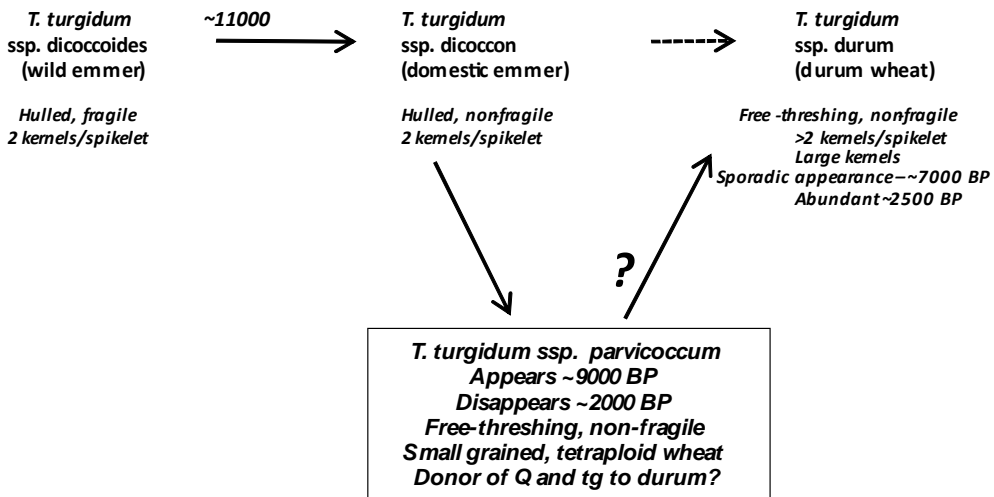 T. turgidum
ssp. dicoccoides
(wild emmer)
Hulled, fragile
2 kernels/spikelet
~11000
T. turgidum
ssp. dicoccon
(domestic emmer)
Hulled, non-fragile
2 kernels/spikelet
T. turgidum
ssp. durum
(durum wheat)
Free -threshing, nonfragile
>2 kernels/spikelet
Large kernels
Sporadic appearance–~7000 BP
Abundant~2500 BP
?
T. turgidum ssp. parvicoccum
Appears ~9000 BP
Disappears ~2000 BP
Free-threshing, non-fragile
Small grained, tetraploid wheat
Donor of Q and tg to durum?